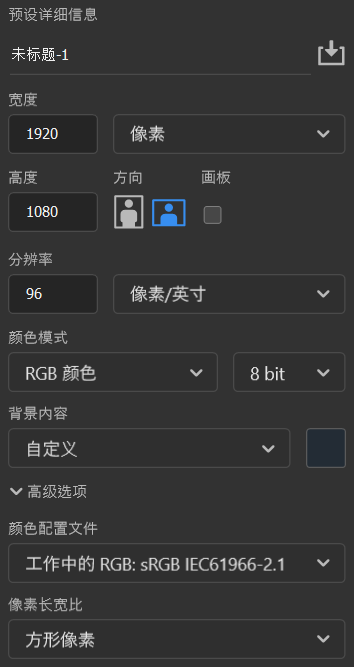 预设详细信息
未标题-1
宽度
1920 像素
高度 方向 画板
1080
分辨率
96 像素/英寸
颜色模式
RGB 颜色 8 bit
背景内容
自定义
高级选项
颜色配置文件
工作中的 RGB: sRGB IEC61966-2.1
像素长宽比
方形像素